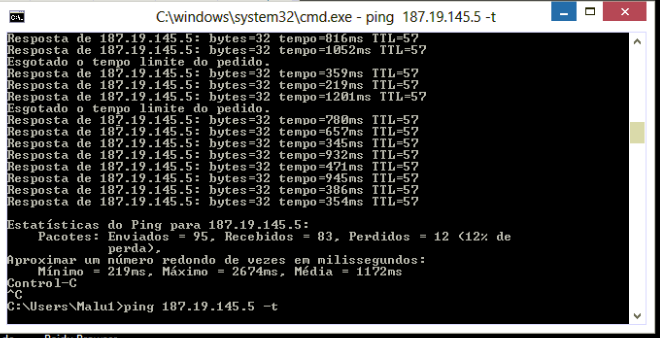 C:\windows\system32\cmd.exe - ping 187.19.145.5 -t
Resposta de 187.19.145.5: bytes=32 tempo=816ms TTL=57
Resposta de 187.19.145.5: bytes=32 tempo=1052ms TTL=57
Esgotado o tempo limite do pedido.
Resposta de 187.19.145.5: bytes=32 tempo=359ms TTL=57
Resposta de 187.19.145.5: bytes=32 tempo=219ms TTL=57
Resposta de 187.19.145.5: bytes=32 tempo=1201ms TTL=57
Esgotado o tempo limite do pedido.
Resposta de 187.19.145.5: bytes=32 tempo=780ms TTL=57
Resposta de 187.19.145.5: bytes=32 tempo=657ms TTL=57
Resposta de 187.19.145.5: bytes=32 tempo=345ms TTL=57
Resposta de 187.19.145.5: bytes=32 tempo=932ms TTL=57
Resposta de 187.19.145.5: bytes=32 tempo=471ms TTL=57
Resposta de 187.19.145.5: bytes=32 tempo=945ms TTL=57
Resposta de 187.19.145.5: bytes=32 tempo=386ms TTL=57
Resposta de 187.19.145.5: bytes=32 tempo=354ms TTL=57
Estatísticas do Ping para 187.19.145.5:
Pacotes: Enviados = 95, Recebidos = 83, Perdidos = 12 (12% de
perda),
Aproximar um número redondo de vezes em milissegundos:
Mínimo = 219ms, Máximo = 2674ms, Média = 1172ms
Control-C
^C
C:\Users\Malu1>ping 187.19.145.5 -t